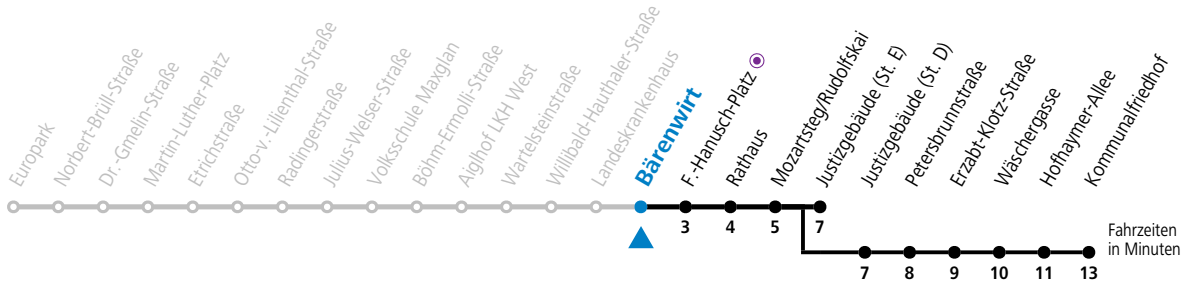 Europark
Norbert-Brüll-Straße
Dr.-Gmelin-Straße
Martin-Luther-Platz
Etrichstraße
Otto-v.-Lilienthal-Straße
Radingerstraße
Julius-Welser-Straße
Volksschule Maxglan
Böhm-Ermolli-Straße
Aiglhof LKH West
Wartelsteinstraße
Willibald-Hauthaler-Straße
Landeskrankenhaus
Bärenwirt
F.-Hanusch-Platz
Rathaus
Mozartsteg/Rudolfskai
Justizgebäude (St. E)
Justizgebäude (St. D)
Petersbrunnstraße
Erzabt-Klotz-Straße
Wäschergasse
Hofhaymer-Allee
Kommunalfriedhof
3 4 5 7
7 8 9 10 11 13
Fahrzeiten
in Minuten